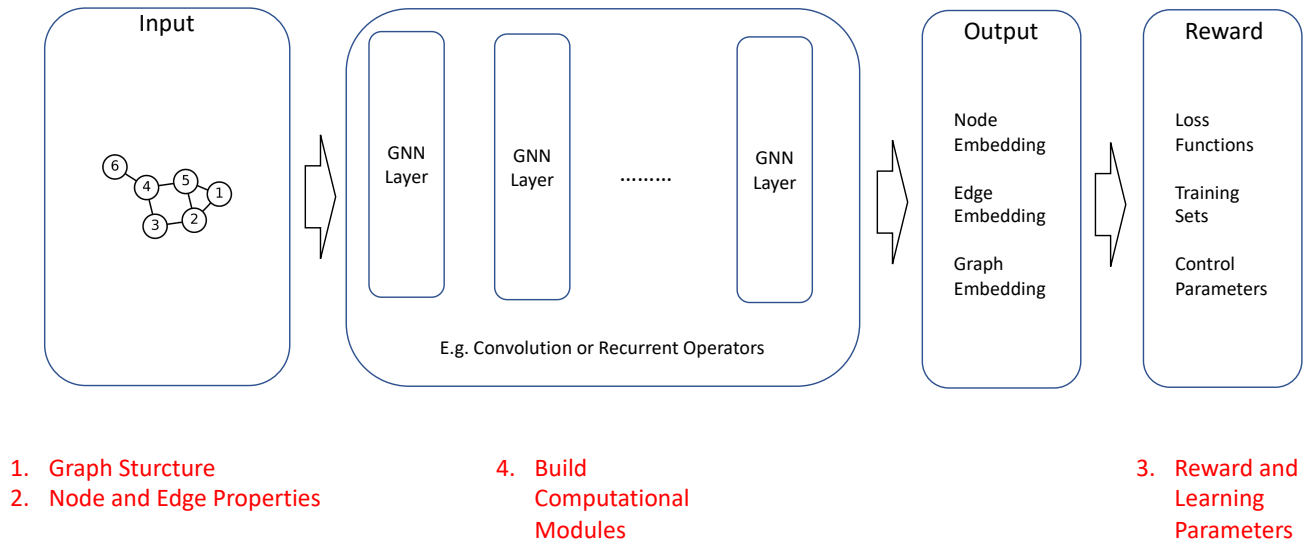 Input
6
4
5
1
3
2
GNN
Layer
GNN
Layer
………
GNN
Layer
E.g. Convolution or Recurrent Operators
Output
Node
Embedding
Edge
Embedding
Graph
Embedding
Reward
Loss
Functions
Training
Sets
Control
Parameters
1. Graph Sturcture
2. Node and Edge Properties
4. Build
Computational
Modules
3. Reward and
Learning
Parameters